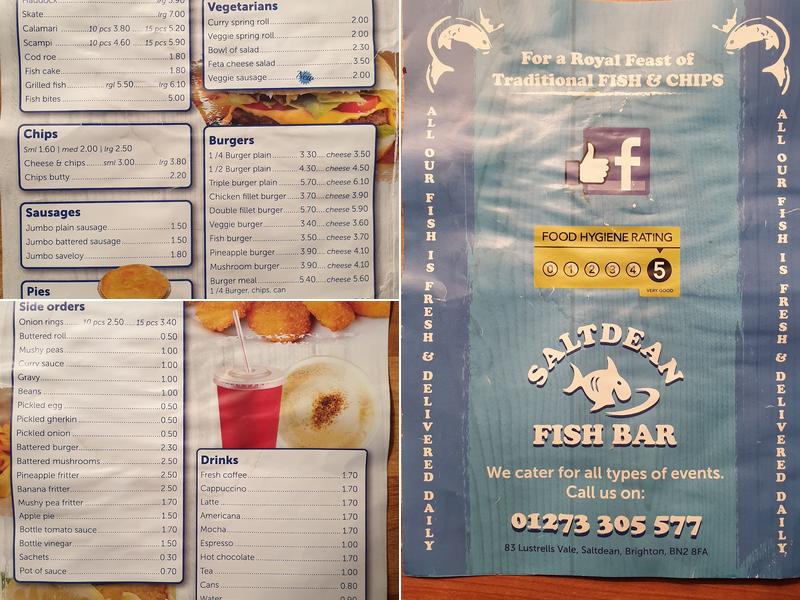 Haddock
Skate lrg 7.00
Calamari 10 pcs 3.80 15 pcs 5.20
Scampi 10 pcs 4.60 15 pcs 5.90
Cod roe 1.80
Fish cake 1.80
Grilled fish rgl 5.50 lrg 6.10
Fish bites 5.00
Chips
Sml 1.60 | med 2.00 | lrg 2.50
Cheese & chips sml 3.00 lrg 3.80
Chips butty 2.20
Sausages
Jumbo plain sausage 1.50
Jumbo battered sausage 1.50
Jumbo saveloy 1.80
Pies
Vegetarians
Curry spring roll 2.00
Veggie spring roll 2.00
Bowl of salad 2.30
Feta cheese salad 3.50
Veggie sausage New 2.00
Burgers
1/4 Burger plain 3.30 cheese 3.50
1/2 Burger plain 4.30 cheese 4.50
Triple burger plain 5.70 cheese 6.10
Chicken fillet burger 3.70 cheese 3.90
Double fillet burger 5.70 cheese 5.90
Veggie burger 3.40 cheese 3.60
Fish burger 3.50 cheese 3.70
Pineapple burger 3.90 cheese 4.10
Mushroom burger 3.90 cheese 4.10
Burger meal 5.40 cheese 5.60
1/4 Burger, chips, can
Side orders
Onion rings 10 pcs 2.50 15 pcs 3.40
Buttered roll 0.50
Mushy peas 1.00
Curry sauce 1.00
Gravy 1.00
Beans 1.00
Pickled egg 0.50
Pickled gherkin 0.50
Pickled onion 0.50
Battered burger 2.30
Battered mushrooms 2.50
Pineapple fritter 2.50
Banana fritter 2.50
Mushy pea fritter 1.70
Apple pie 1.50
Bottle tomato sauce 1.70
Bottle vinegar 1.50
Sachets 0.30
Pot of sauce 0.70
Drinks
Fresh coffee 1.70
Cappuccino 1.70
Latte 1.70
Americana 1.70
Mocha 1.70
Espresso 1.00
Hot chocolate 1.70
Tea 1.00
Cans 0.80
Water 0.90
For a Royal Feast of
Traditional FISH & CHIPS
ALL OUR FISH IS FRESH & DELIVERED DAILY
ALL OUR FISH IS FRESH & DELIVERED DAILY
f
FOOD HYGIENE RATING
0 1 2 3 4 5
VERY GOOD
SALTDEAN
FISH BAR
We cater for all types of events.
Call us on:
01273 305 577
83 Lustrells Vale, Saltdean, Brighton, BN2 8FA